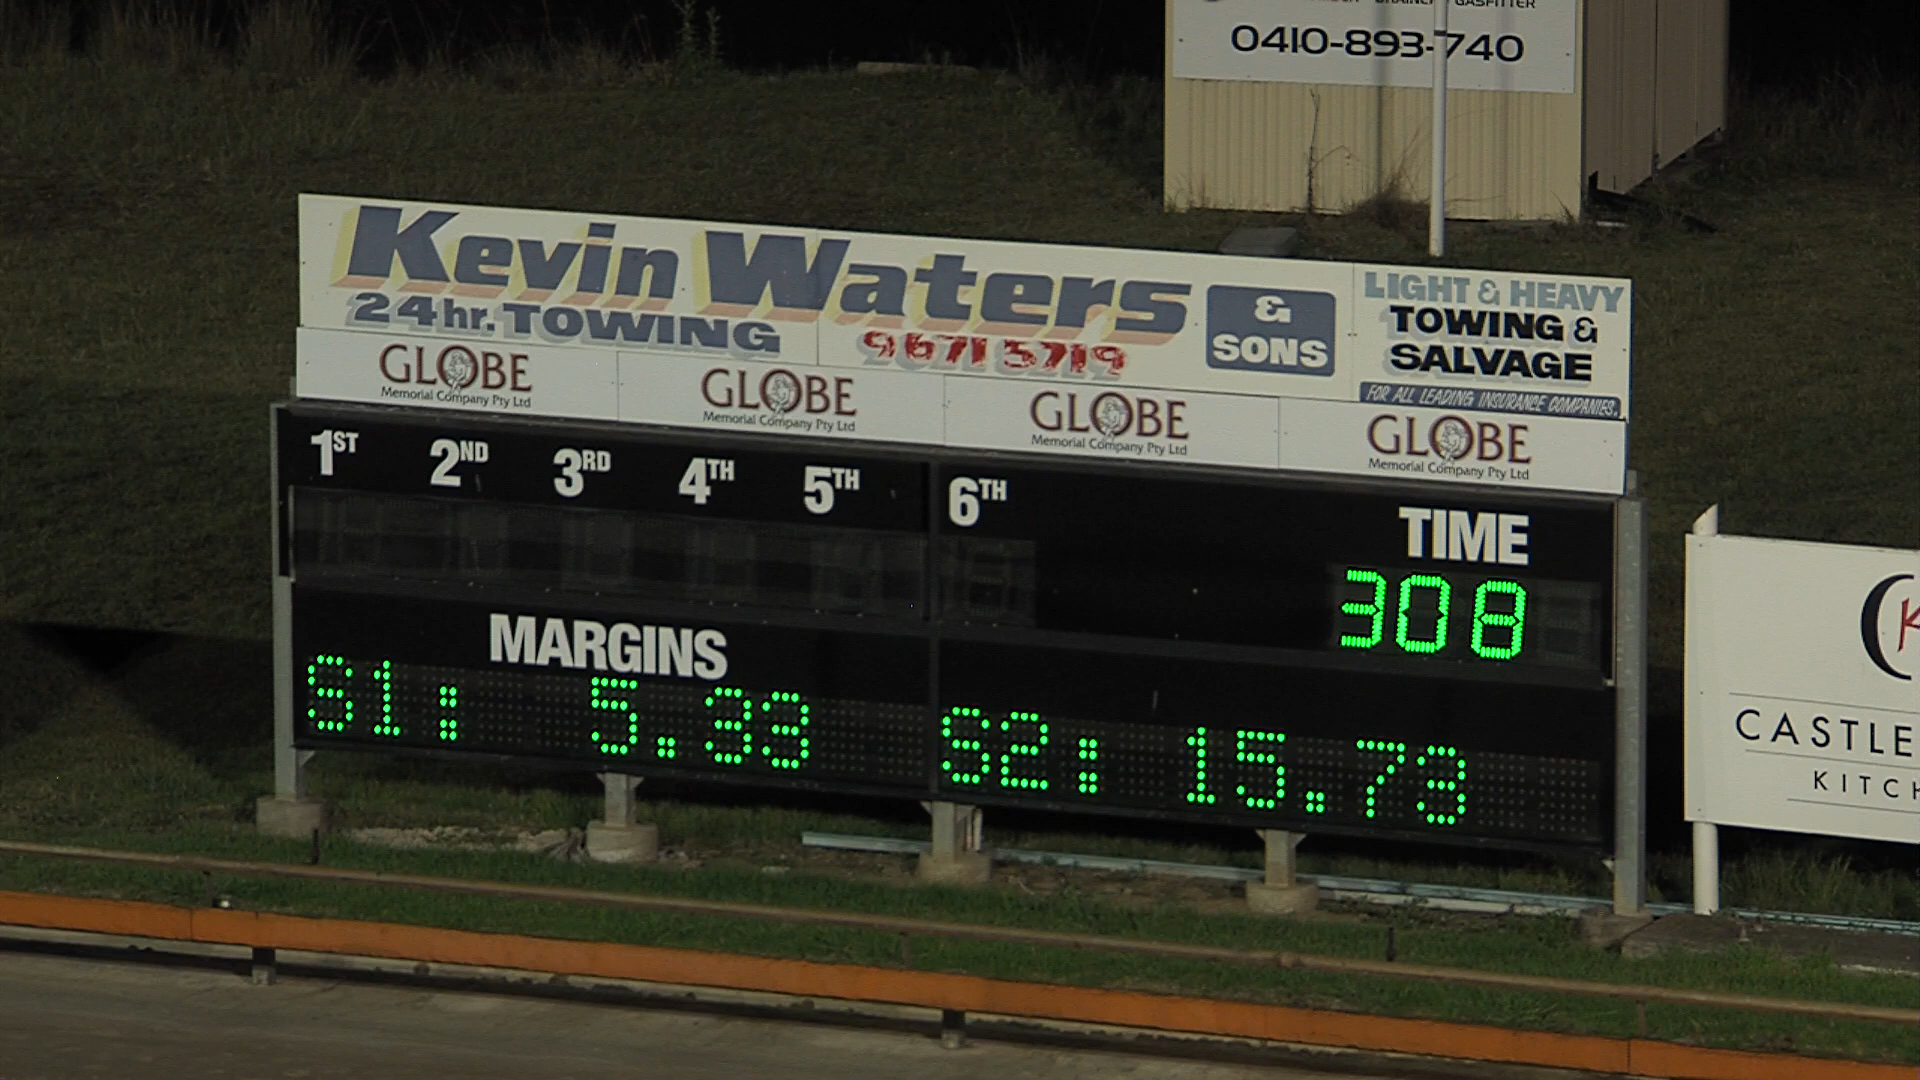 GASFITTER
0410-893-740
Kevin Waters
& SONS
24hr. TOWING
9671 5719
LIGHT & HEAVY
TOWING &
SALVAGE
FOR ALL LEADING INSURANCE COMPANIES.
GLOBE
Memorial Company Pty Ltd
GLOBE
Memorial Company Pty Ltd
GLOBE
Memorial Company Pty Ltd
GLOBE
Memorial Company Pty Ltd
1ST 2ND 3RD 4TH 5TH 6TH
TIME
308
MARGINS
S1: 5.33 S2: 15.73
CASTLE
KITCH